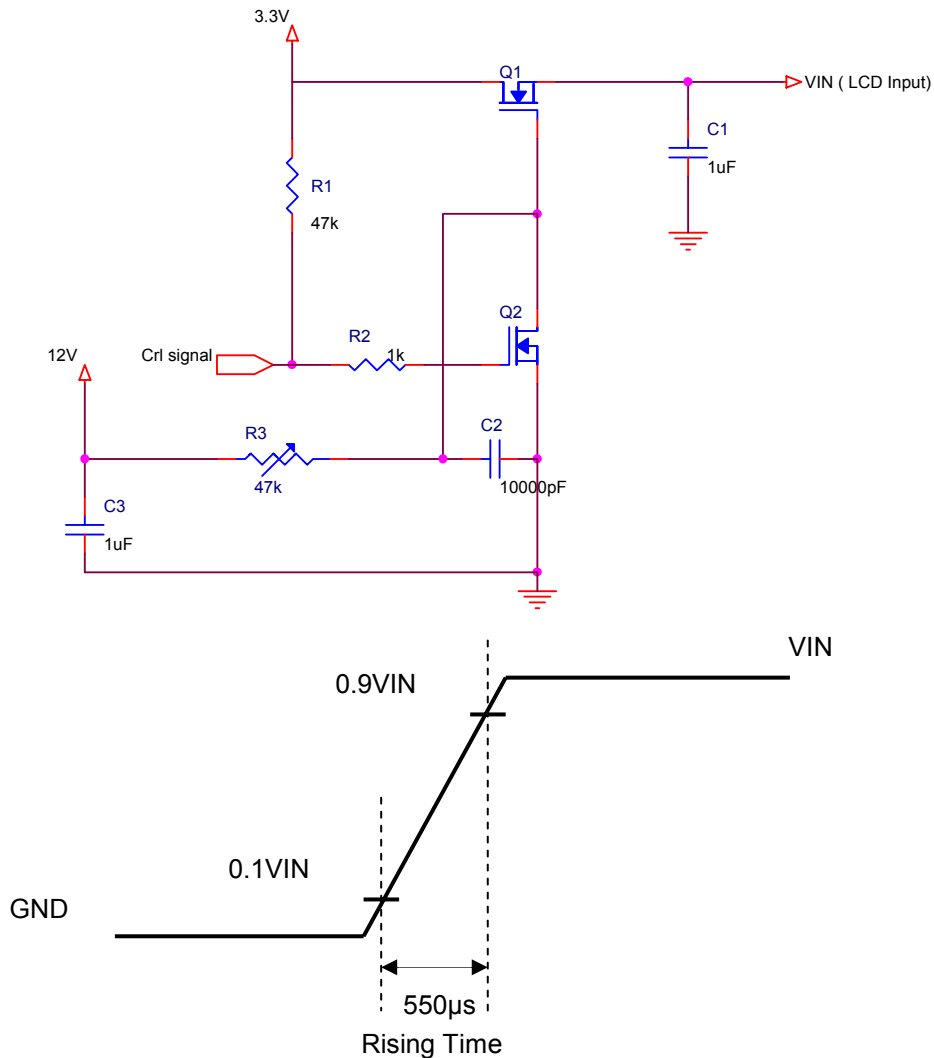 3.3V
Q1
VIN ( LCD Input)
C1
1uF
R1
47k
Q2
R2
1k
Crl signal
12V
R3
47k
C2
10000pF
C3
1uF
VIN
0.9VIN
0.1VIN
GND
550µs
Rising Time